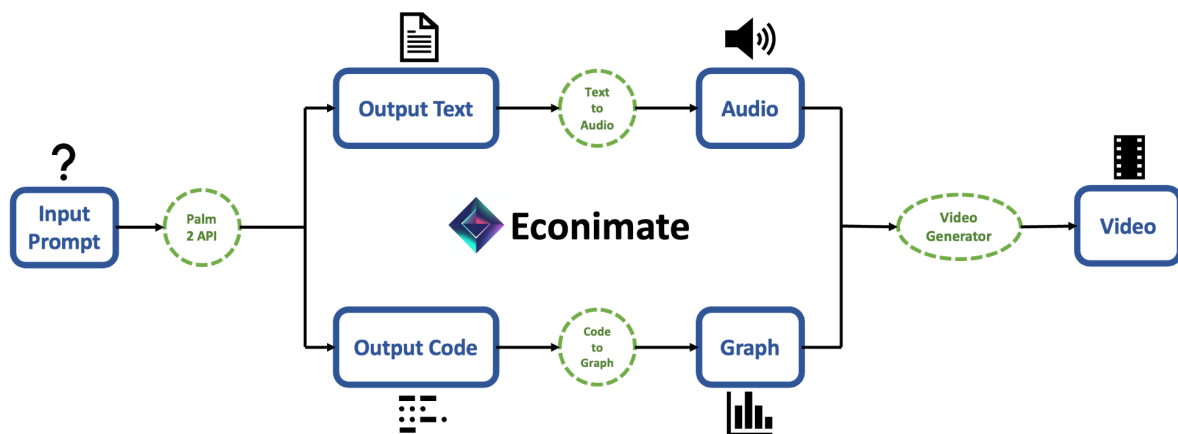 Output Text
Text
to
Audio
Audio
Input
Prompt
Palm
2 API
Econimate
Video
Generator
Video
Output Code
Code
to
Graph
Graph